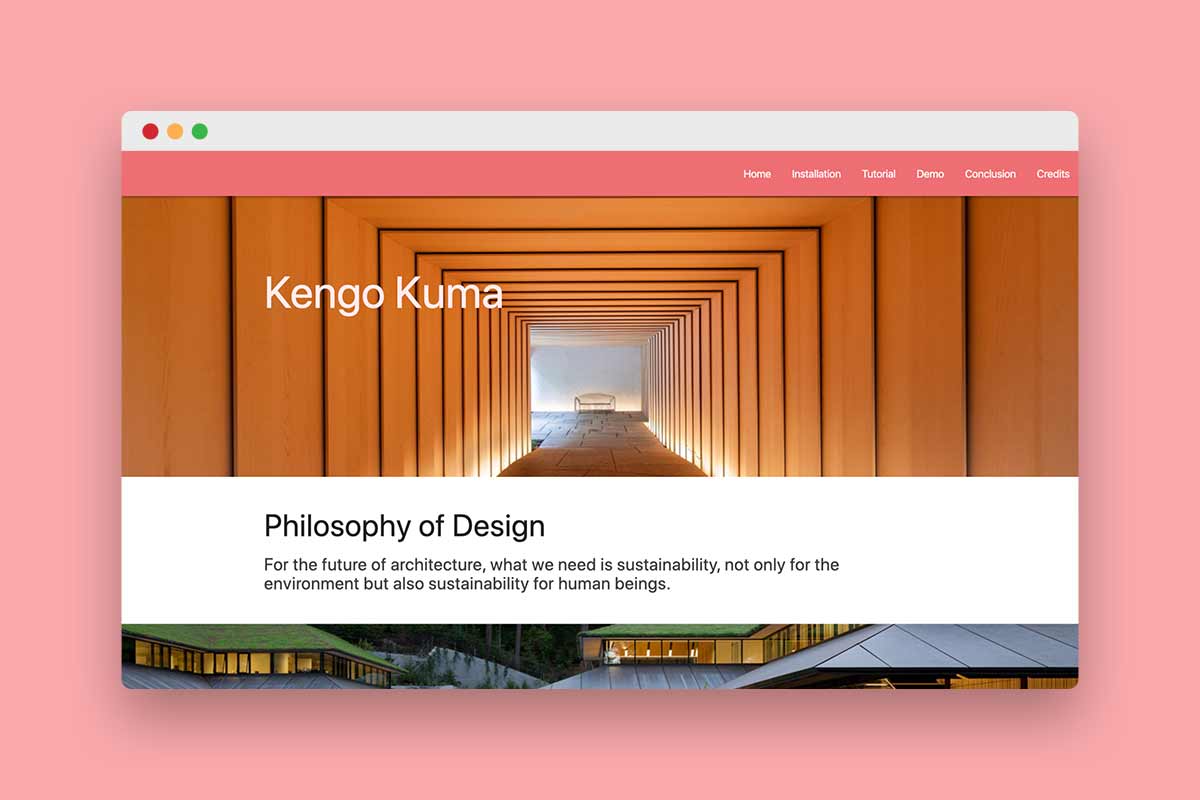 Home Installation Tutorial Demo Conclusion Credits
Kengo Kuma
Philosophy of Design
For the future of architecture, what we need is sustainability, not only for the
environment but also sustainability for human beings.